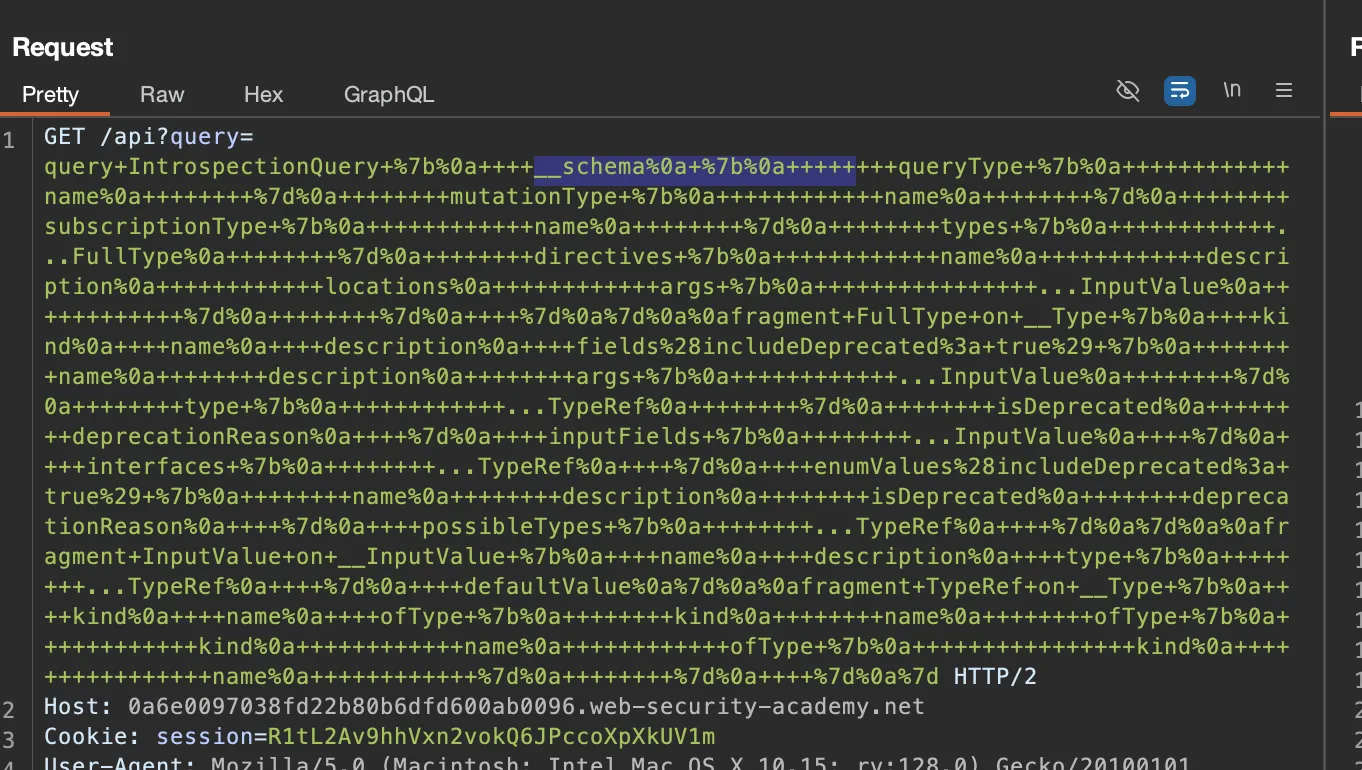 Request
Pretty Raw Hex GraphQL \n
1 GET /api?query=
query+IntrospectionQuery+%7b%0a++++__schema%0a+%7b%0a++++++++queryType+%7b%0a++++++++++++
name%0a++++++++%7d%0a++++++++mutationType+%7b%0a++++++++++++name%0a++++++++%7d%0a++++++++
subscriptionType+%7b%0a++++++++++++name%0a++++++++%7d%0a++++++++types+%7b%0a++++++++++++.
..FullType%0a++++++++%7d%0a++++++++directives+%7b%0a++++++++++++name%0a++++++++++++descri
ption%0a++++++++++++locations%0a++++++++++++args+%7b%0a++++++++++++++++...InputValue%0a++
++++++++++%7d%0a++++++++%7d%0a++++%7d%0a%7d%0a%0afragment+FullType+on+__Type+%7b%0a++++ki
nd%0a++++name%0a++++description%0a++++fields%28includeDeprecated%3a+true%29+%7b%0a+++++++
+name%0a++++++++description%0a++++++++args+%7b%0a++++++++++++...InputValue%0a++++++++%7d%
0a++++++++type+%7b%0a++++++++++++...TypeRef%0a++++++++%7d%0a++++++++isDeprecated%0a++++++
++deprecationReason%0a++++%7d%0a++++inputFields+%7b%0a++++++++...InputValue%0a++++%7d%0a+
+++interfaces+%7b%0a++++++++...TypeRef%0a++++%7d%0a++++enumValues%28includeDeprecated%3a+
true%29+%7b%0a++++++++name%0a++++++++description%0a++++++++isDeprecated%0a++++++++depreca
tionReason%0a++++%7d%0a++++possibleTypes+%7b%0a++++++++...TypeRef%0a++++%7d%0a%7d%0a%0afr
agment+InputValue+on+__InputValue+%7b%0a++++name%0a++++description%0a++++type+%7b%0a+++++
+++...TypeRef%0a++++%7d%0a++++defaultValue%0a%7d%0a%0afragment+TypeRef+on+__Type+%7b%0a++
++kind%0a++++name%0a++++ofType+%7b%0a++++++++kind%0a++++++++name%0a++++++++ofType+%7b%0a+
+++++++++++kind%0a++++++++++++name%0a++++++++++++ofType+%7b%0a++++++++++++++++kind%0a++++
++++++++++++name%0a++++++++++++%7d%0a++++++++%7d%0a++++%7d%0a%7d HTTP/2
2 Host: 0a6e0097038fd22b80b6dfd600ab0096.web-security-academy.net
3 Cookie: session=R1tL2Av9hhVxn2vokQ6JPccoXpXkUV1m
4 User-Agent: Mozilla/5.0 (Macintosh; Intel Mac OS X 10.15; rv:128.0) Gecko/20100101